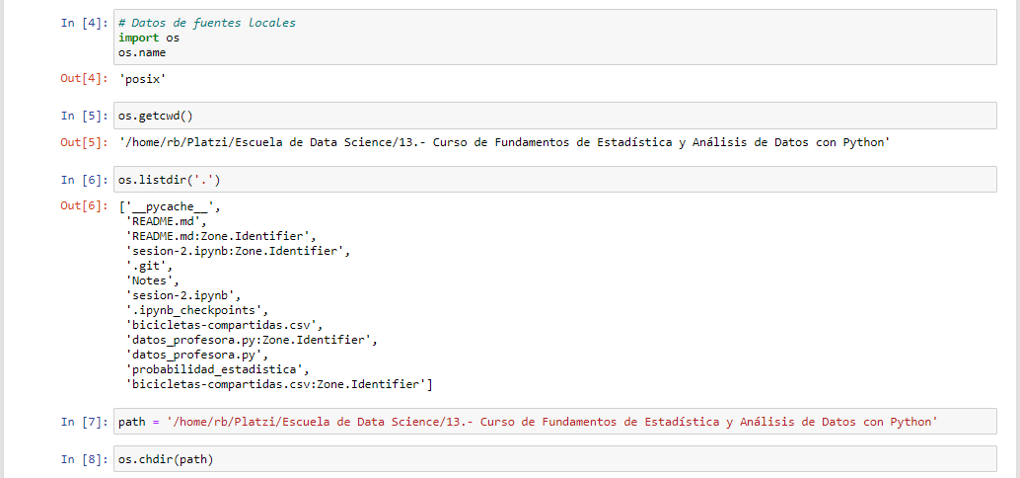 In [4]: # Datos de fuentes locales
import os
os.name
Out[4]: 'posix'
In [5]: os.getcwd()
Out[5]: '/home/rb/Platzi/Escuela de Data Science/13.- Curso de Fundamentos de Estadística y Análisis de Datos con Python'
In [6]: os.listdir('.')
Out[6]: ['__pycache__',
'README.md',
'README.md:Zone.Identifier',
'sesion-2.ipynb:Zone.Identifier',
'.git',
'Notes',
'sesion-2.ipynb',
'.ipynb_checkpoints',
'bicicletas-compartidas.csv',
'datos_profesora.py:Zone.Identifier',
'datos_profesora.py',
'probabilidad_estadistica',
'bicicletas-compartidas.csv:Zone.Identifier']
In [7]: path = '/home/rb/Platzi/Escuela de Data Science/13.- Curso de Fundamentos de Estadística y Análisis de Datos con Python'
In [8]: os.chdir(path)